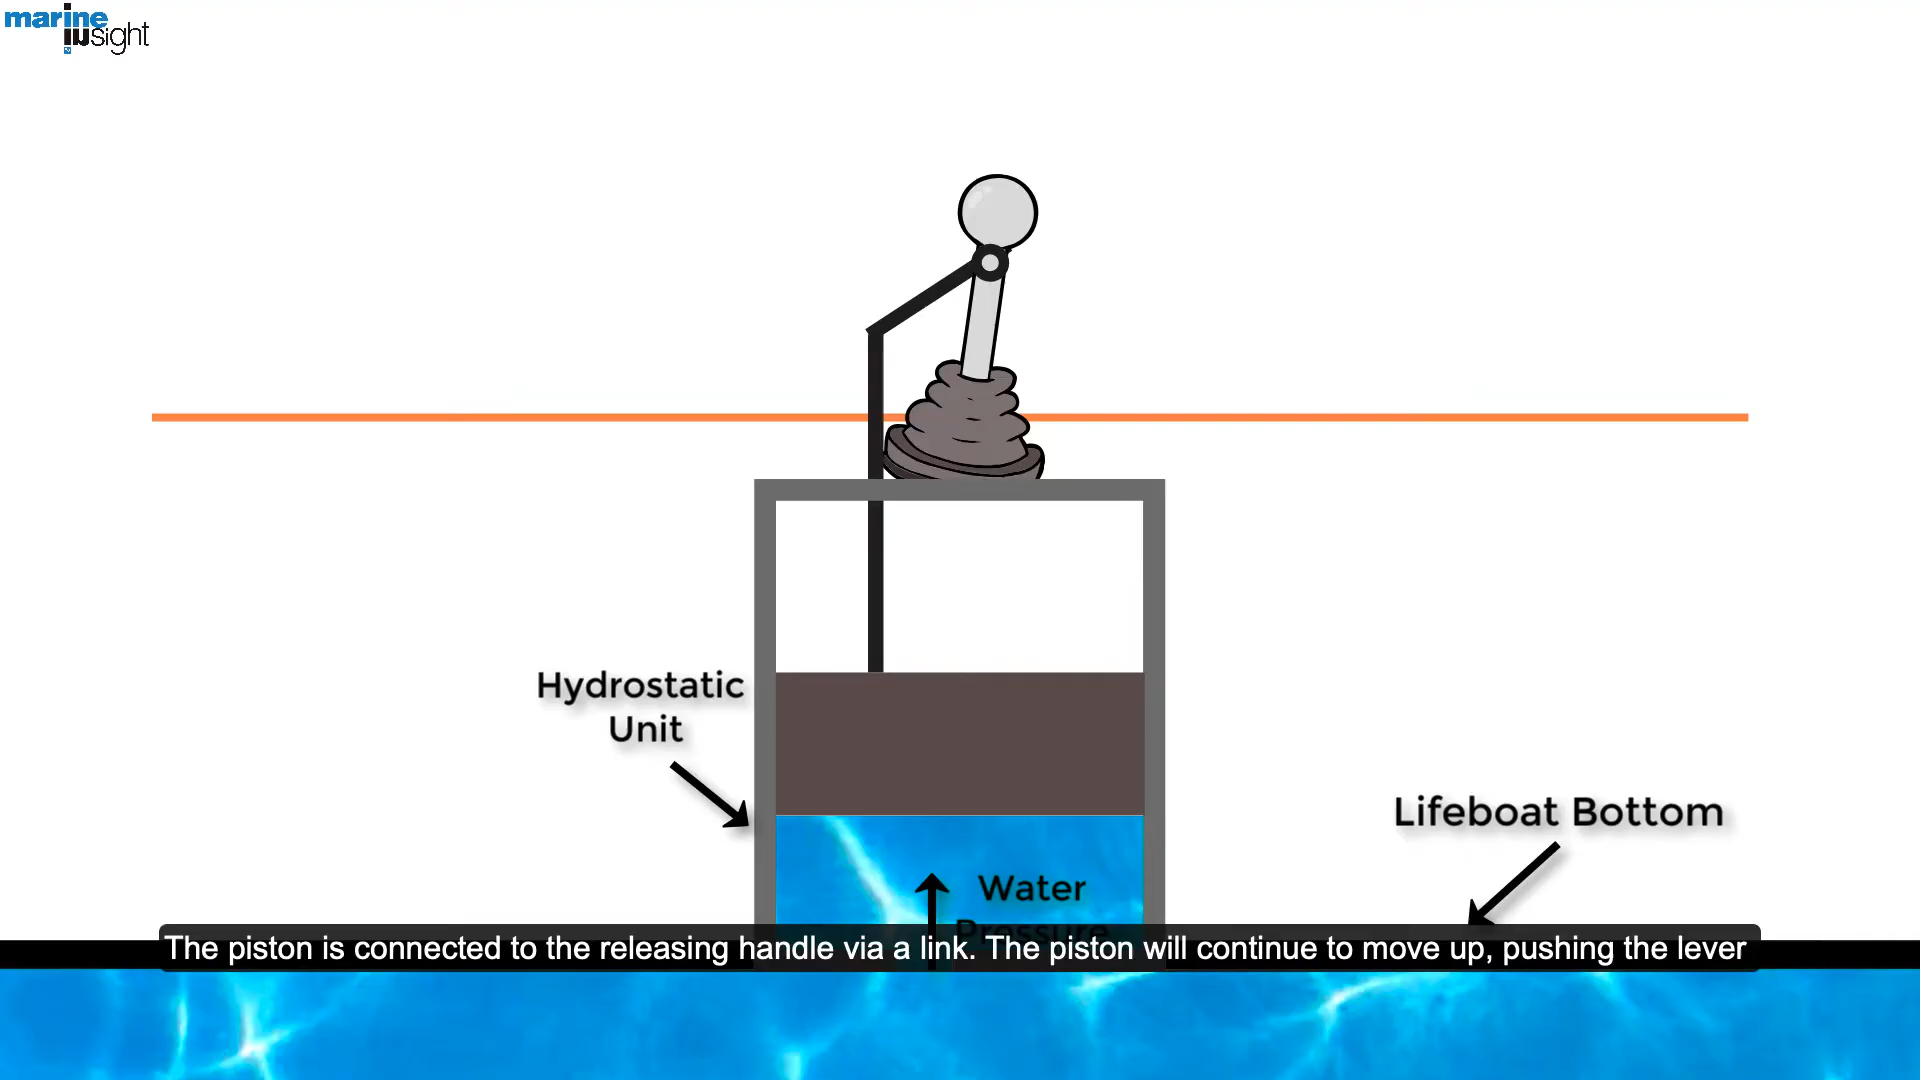 marine
insight
Hydrostatic
Unit
Lifeboat Bottom
Water
Pressure
The piston is connected to the releasing handle via a link. The piston will continue to move up, pushing the lever